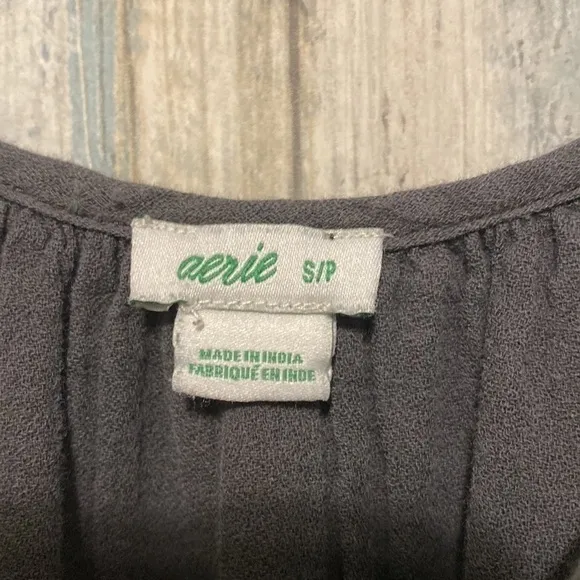 aerie S/P
MADE IN INDIA
FABRIQUÉ EN INDE